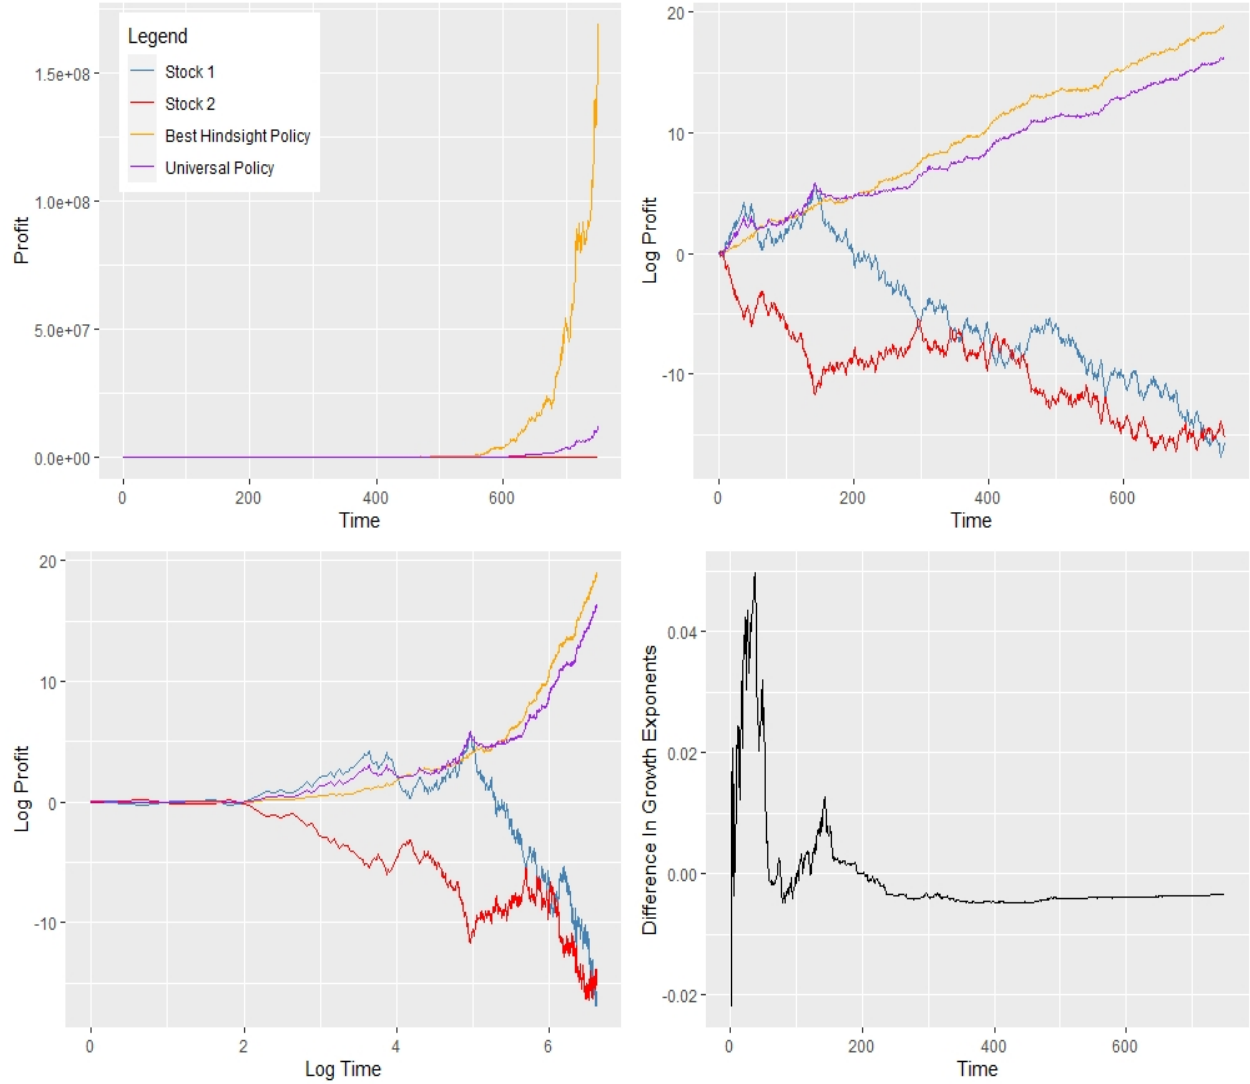 Legend
Stock 1
Stock 2
Best Hindsight Policy
Universal Policy
1.5e+08
1.0e+08
5.0e+07
0.0e+00
Profit
0
200
400
600
Time
20
10
0
-10
Log Profit
0
200
400
600
Time
20
10
0
-10
Log Profit
0
2
4
6
Log Time
0.04
0.02
0.00
-0.02
Difference In Growth Exponents
0
200
400
600
Time